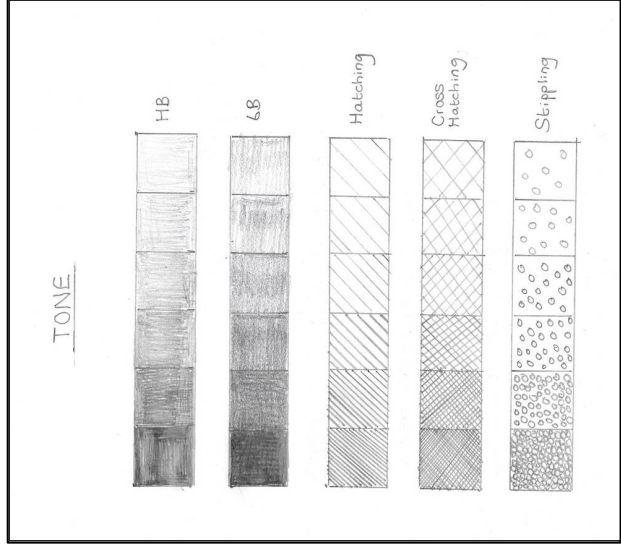 TONE
HB
6B
Hatching
Cross
Hatching
Stippling